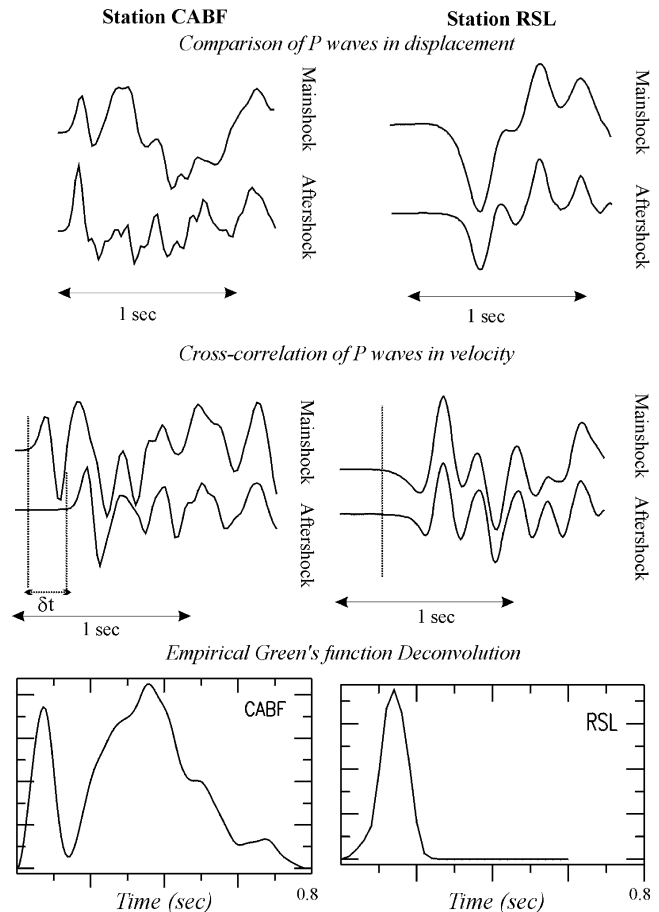 Station CABF
Station RSL
Comparison of P waves in displacement
Mainshock
Aftershock
Mainshock
Aftershock
1 sec
1 sec
Cross-correlation of P waves in velocity
Mainshock
Aftershock
Mainshock
Aftershock
δt
1 sec
1 sec
Empirical Green's function Deconvolution
CABF
RSL
Time (sec)
0.8
Time (sec)
0.8